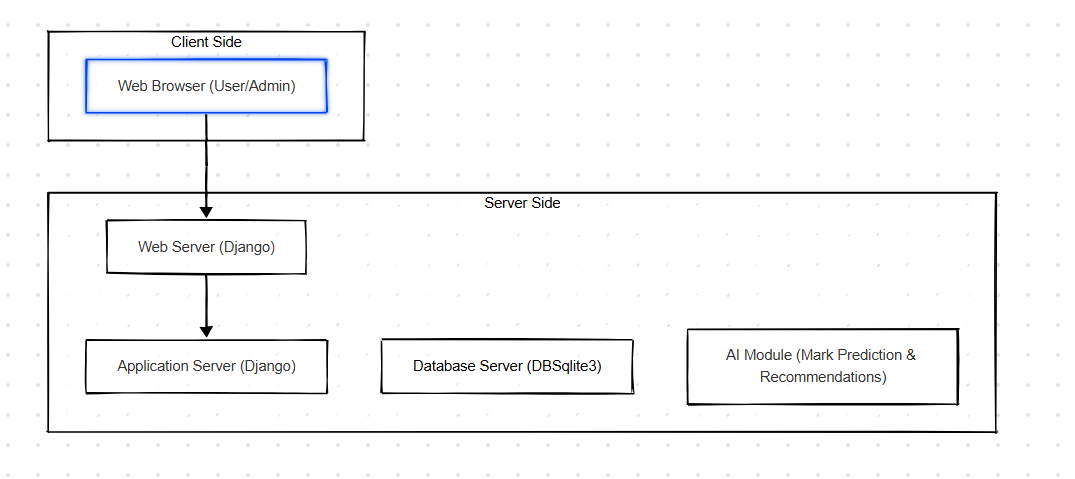 Client Side
Web Browser (User/Admin)
Server Side
Web Server (Django)
Application Server (Django)
Database Server (DBSqlite3)
AI Module (Mark Prediction &
Recommendations)